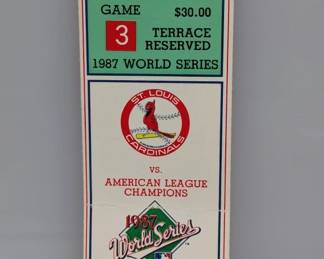 GAME $30.00
3 TERRACE
RESERVED
1987 WORLD SERIES
ST. LOUIS
CARDINALS
VS.
AMERICAN LEAGUE
CHAMPIONS
1987
World Series